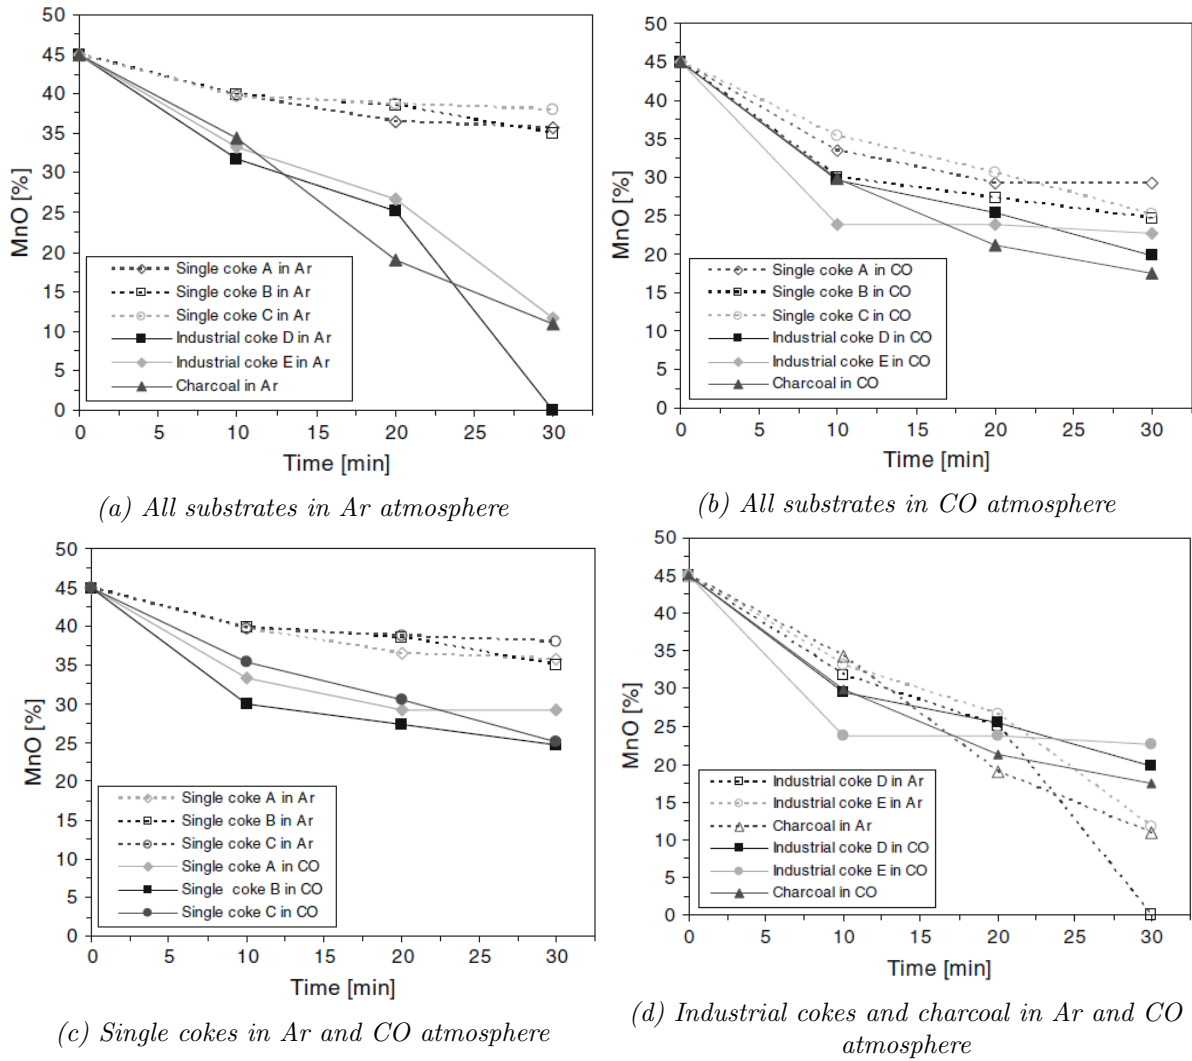 50
45
40
35
30
25
20
15
10
5
0
MnO [%]
Single coke A in Ar
Single coke B in Ar
Single coke C in Ar
Industrial coke D in Ar
Industrial coke E in Ar
Charcoal in Ar
0 5 10 15 20 25 30
Time [min]
(a) All substrates in Ar atmosphere
50
45
40
35
30
25
20
15
10
5
0
MnO [%]
Single coke A in CO
Single coke B in CO
Single coke C in CO
Industrial coke D in CO
Industrial coke E in CO
Charcoal in CO
0 5 10 15 20 25 30
Time [min]
(b) All substrates in CO atmosphere
50
45
40
35
30
25
20
15
10
5
0
MnO [%]
Single coke A in Ar
Single coke B in Ar
Single coke C in Ar
Single coke A in CO
Single coke B in CO
Single coke C in CO
0 5 10 15 20 25 30
Time [min]
(c) Single cokes in Ar and CO atmosphere
50
45
40
35
30
25
20
15
10
5
0
MnO [%]
Industrial coke D in Ar
Industrial coke E in Ar
Charcoal in Ar
Industrial coke D in CO
Industrial coke E in CO
Charcoal in CO
0 5 10 15 20 25 30
Time [min]
(d) Industrial cokes and charcoal in Ar and CO
atmosphere